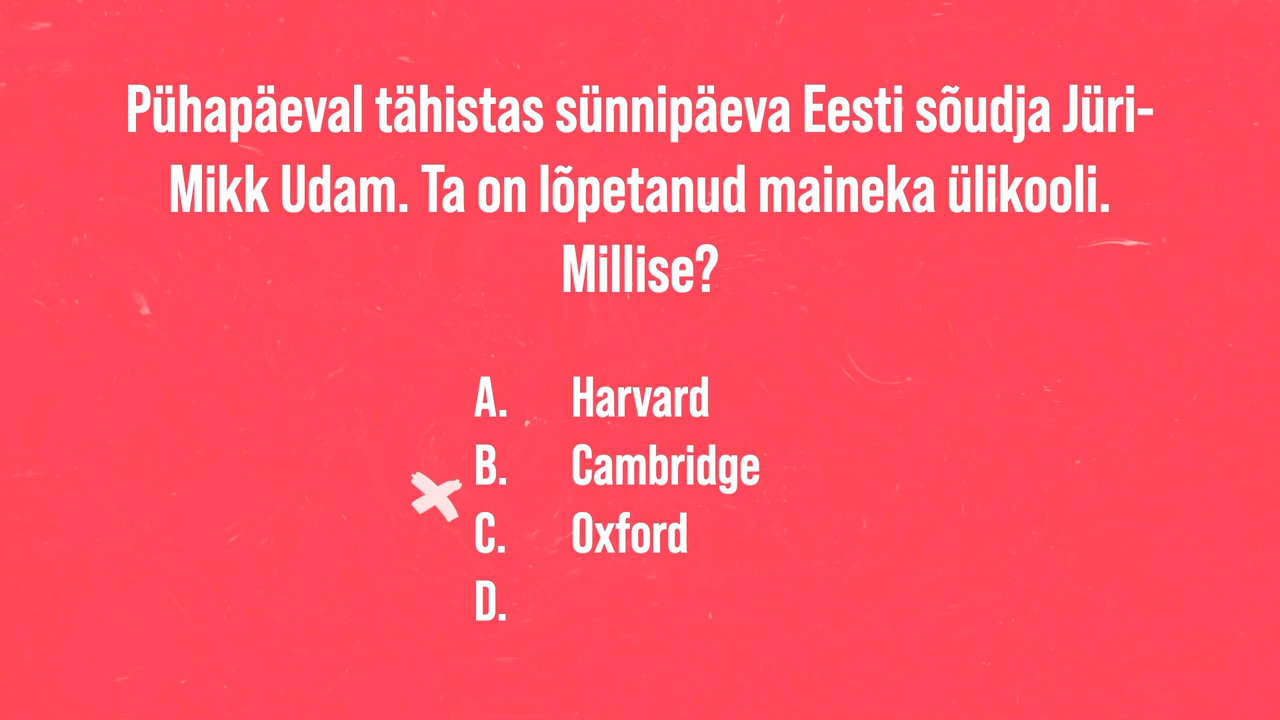 Pühapäeval tähistas sünnipäeva Eesti sõudja Jüri-
Mikk Udam. Ta on lõpetanud maineka ülikooli.
Millise?
A. Harvard
B. Cambridge
C. Oxford
D.